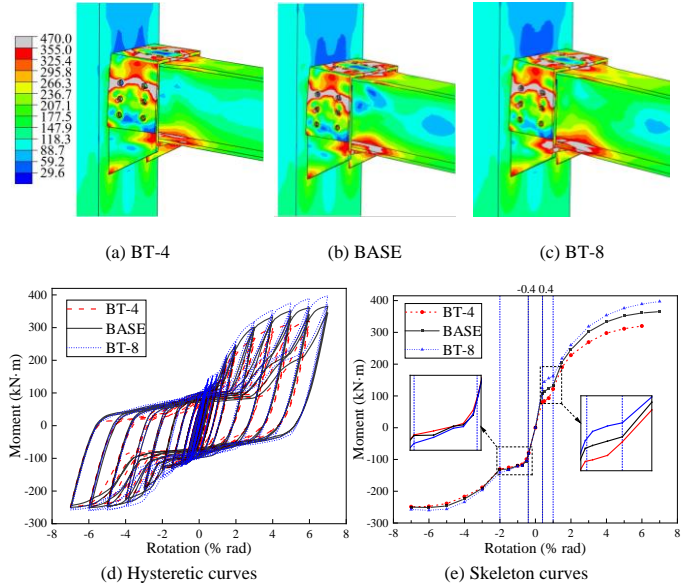 470.0
355.0
325.4
295.8
266.3
236.7
207.1
177.5
147.9
118.3
88.7
59.2
29.6
(a) BT-4
(b) BASE
(c) BT-8
400
300
200
100
0
-100
-200
-300
Moment (kN·m)
BT-4
BASE
BT-8
-8 -6 -4 -2 0 2 4 6 8
Rotation (% rad)
(d) Hysteretic curves
-0.4 0.4
400
300
200
100
0
-100
-200
-300
Moment (kN·m)
BT-4
BASE
BT-8
-8 -6 -4 -2 0 2 4 6 8
Rotation (% rad)
(e) Skeleton curves